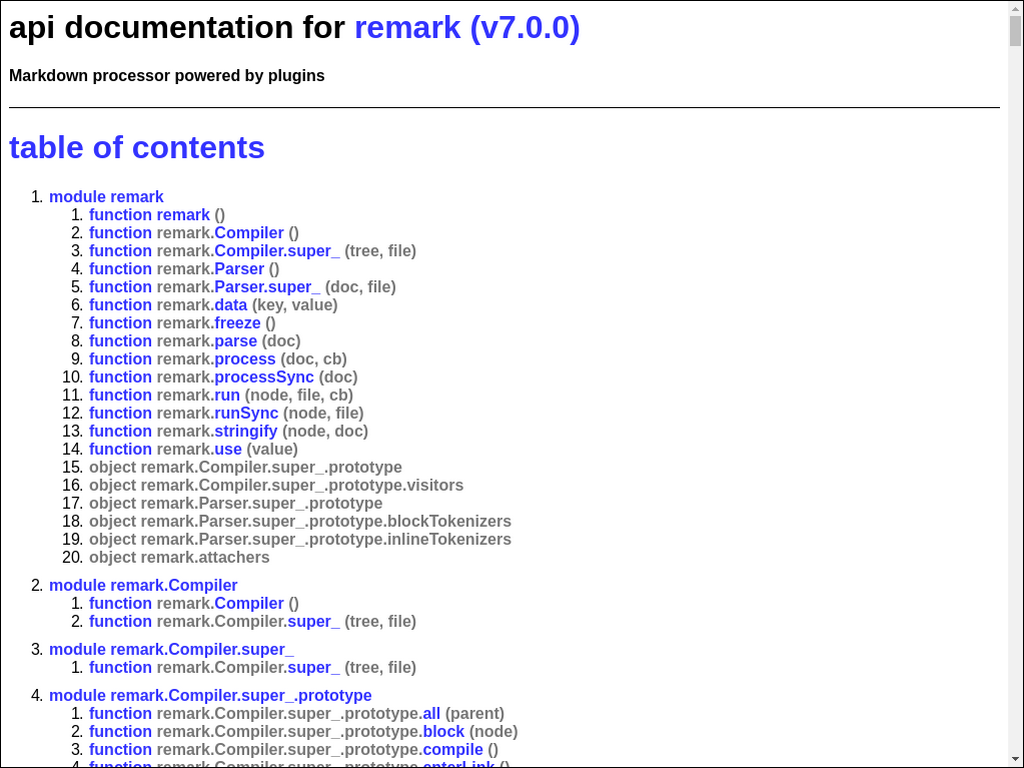 api documentation for remark (v7.0.0)
Markdown processor powered by plugins
table of contents
1. module remark
1. function remark ()
2. function remark.Compiler ()
3. function remark.Compiler.super_ (tree, file)
4. function remark.Parser ()
5. function remark.Parser.super_ (doc, file)
6. function remark.data (key, value)
7. function remark.freeze ()
8. function remark.parse (doc)
9. function remark.process (doc, cb)
10. function remark.processSync (doc)
11. function remark.run (node, file, cb)
12. function remark.runSync (node, file)
13. function remark.stringify (node, doc)
14. function remark.use (value)
15. object remark.Compiler.super_.prototype
16. object remark.Compiler.super_.prototype.visitors
17. object remark.Parser.super_.prototype
18. object remark.Parser.super_.prototype.blockTokenizers
19. object remark.Parser.super_.prototype.inlineTokenizers
20. object remark.attachers
2. module remark.Compiler
1. function remark.Compiler ()
2. function remark.Compiler.super_ (tree, file)
3. module remark.Compiler.super_
1. function remark.Compiler.super_ (tree, file)
4. module remark.Compiler.super_.prototype
1. function remark.Compiler.super_.prototype.all (parent)
2. function remark.Compiler.super_.prototype.block (node)
3. function remark.Compiler.super_.prototype.compile ()
4. function remark.Compiler.super_.prototype.enterLink ()